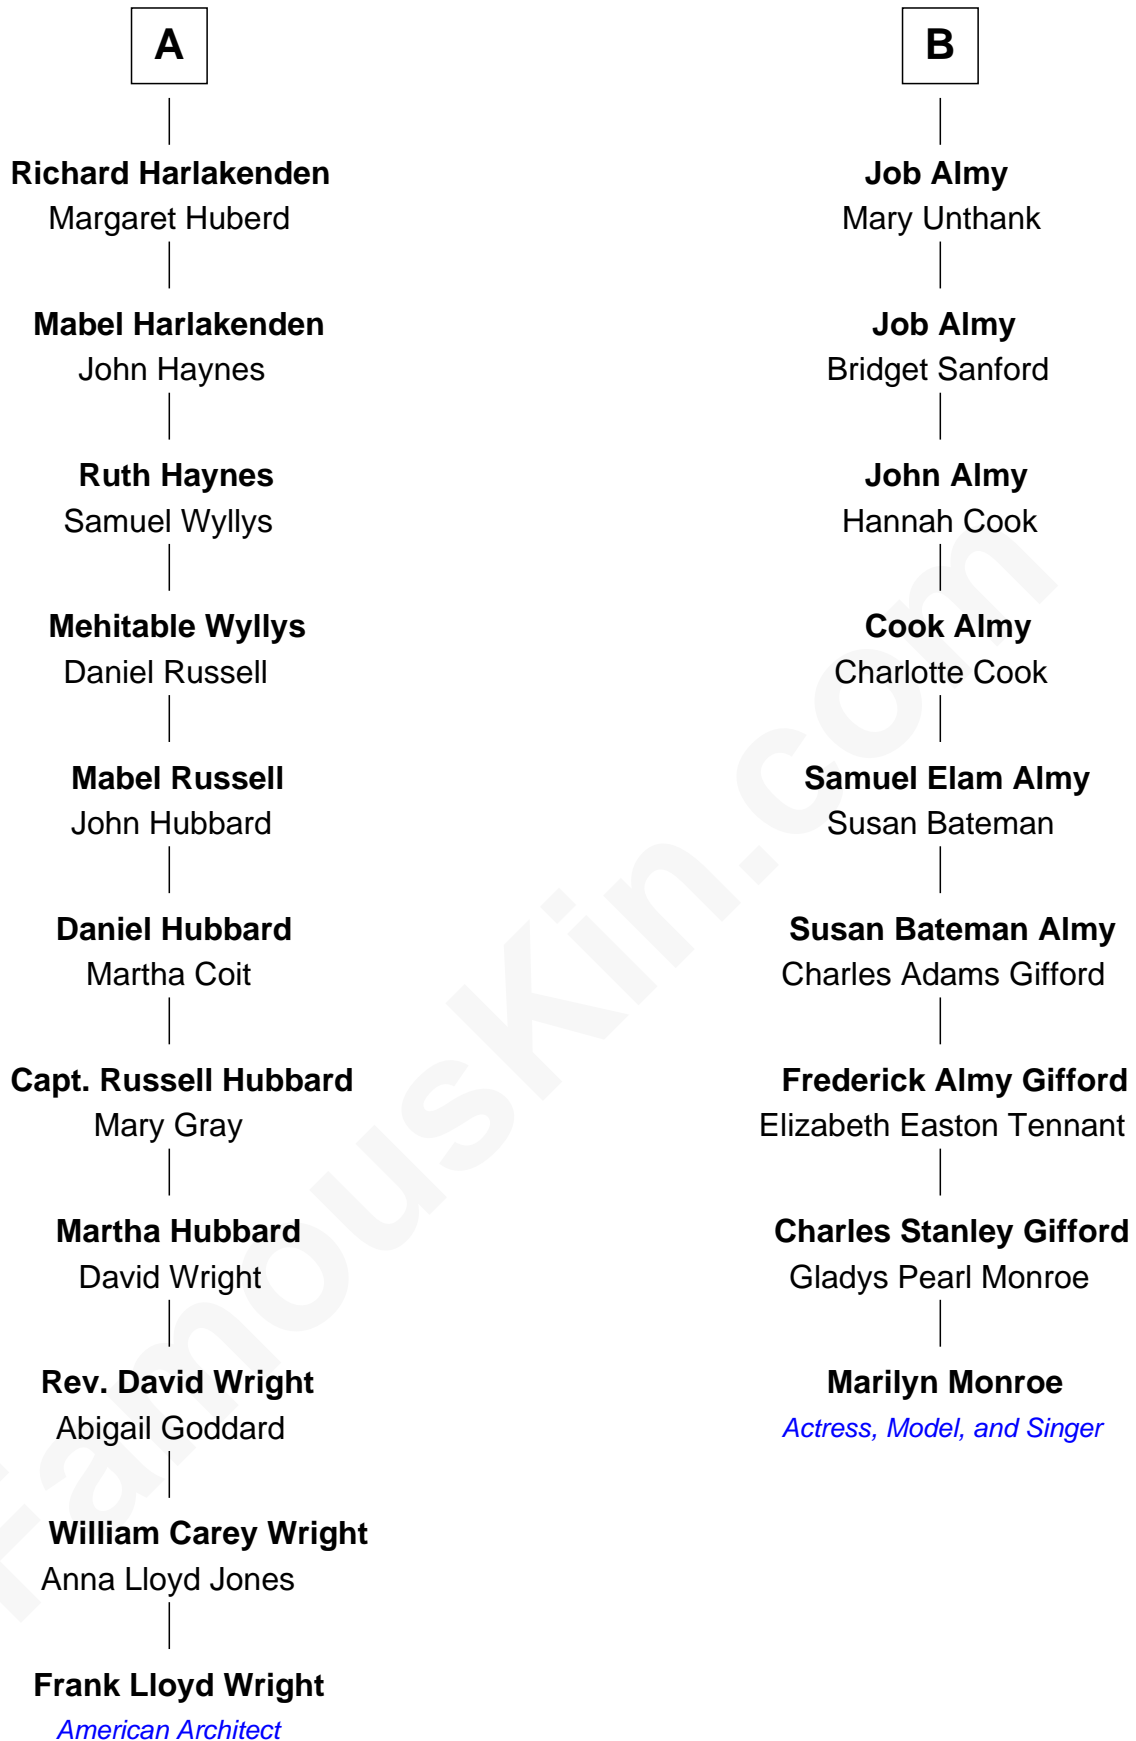 A
Richard Harlakenden
Margaret Huberd
Mabel Harlakenden
John Haynes
Ruth Haynes
Samuel Wyllys
Mehitable Wyllys
Daniel Russell
Mabel Russell
John Hubbard
Daniel Hubbard
Martha Coit
Capt. Russell Hubbard
Mary Gray
Martha Hubbard
David Wright
Rev. David Wright
Abigail Goddard
William Carey Wright
Anna Lloyd Jones
Frank Lloyd Wright
American Architect
B
Job Almy
Mary Unthank
Job Almy
Bridget Sanford
John Almy
Hannah Cook
Cook Almy
Charlotte Cook
Samuel Elam Almy
Susan Bateman
Susan Bateman Almy
Charles Adams Gifford
Frederick Almy Gifford
Elizabeth Easton Tennant
Charles Stanley Gifford
Gladys Pearl Monroe
Marilyn Monroe
Actress, Model, and Singer
FamousKin.com